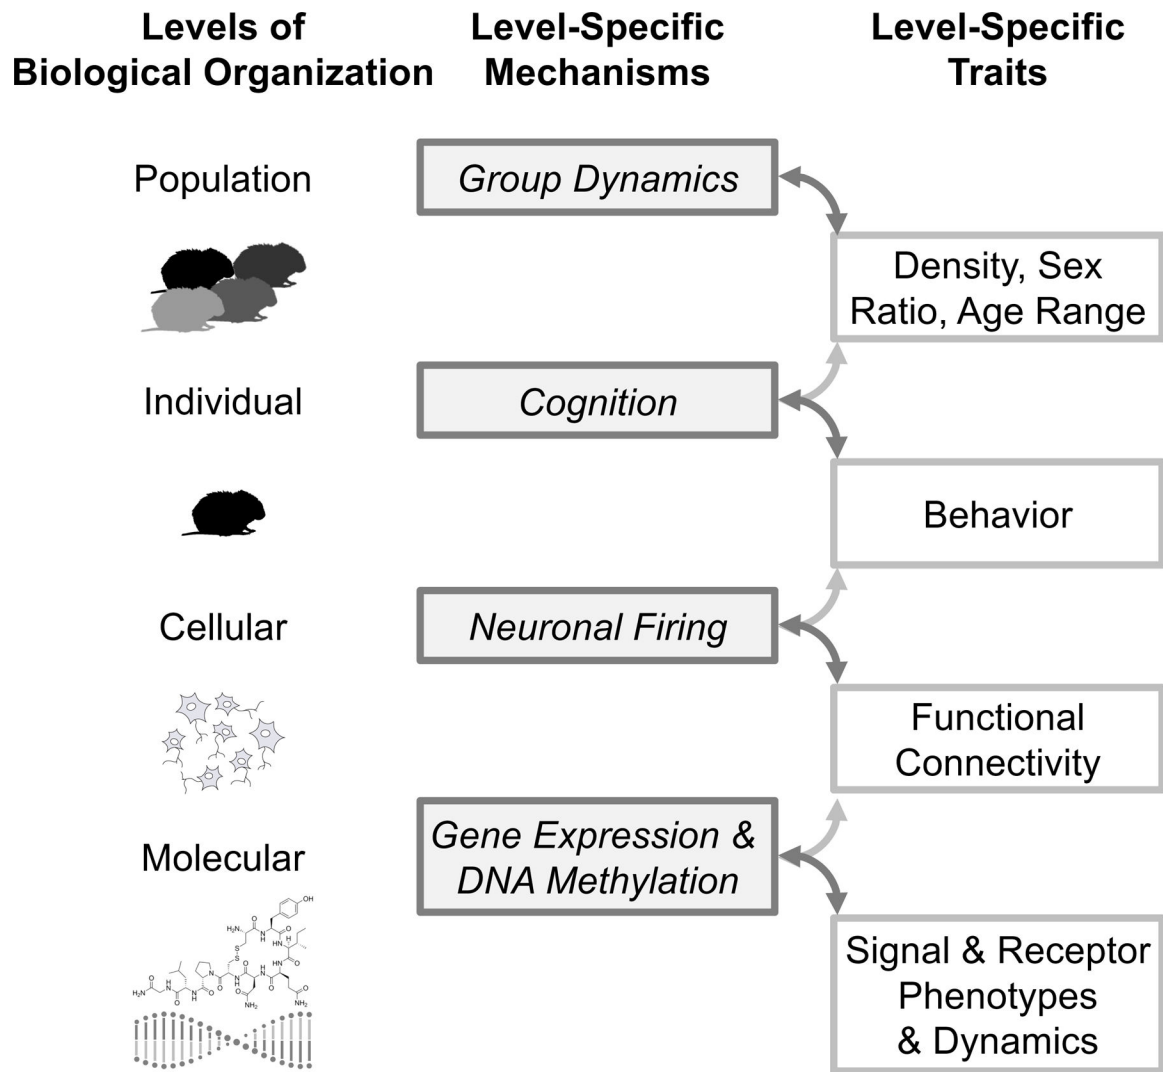 Levels of
Biological Organization
Level-Specific
Mechanisms
Level-Specific
Traits
Population
Group Dynamics
Density, Sex
Ratio, Age Range
Individual
Cognition
Behavior
Cellular
Neuronal Firing
Functional
Connectivity
Molecular
Gene Expression &
DNA Methylation
Signal & Receptor
Phenotypes
& Dynamics